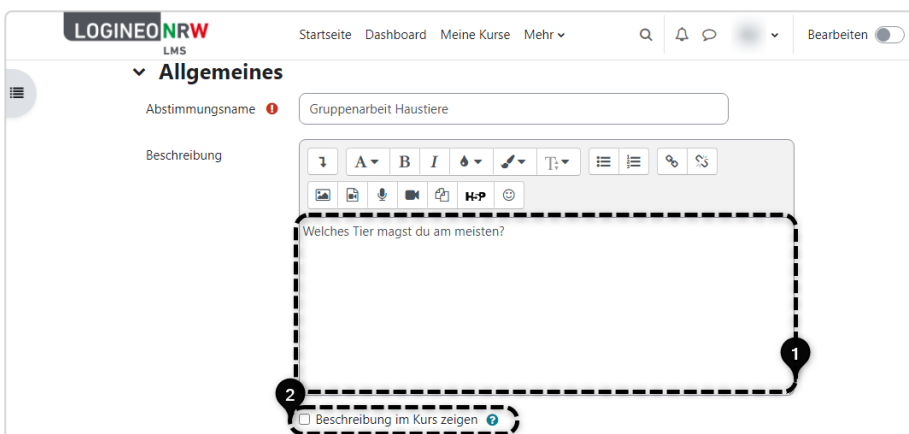 LOGINEO NRW
LMS
Startseite Dashboard Meine Kurse Mehr
Bearbeiten
Allgemeines
Abstimmungsname
Gruppenarbeit Haustiere
Beschreibung
A B I T
H-P
Welches Tier magst du am meisten?
1
2
Beschreibung im Kurs zeigen ?